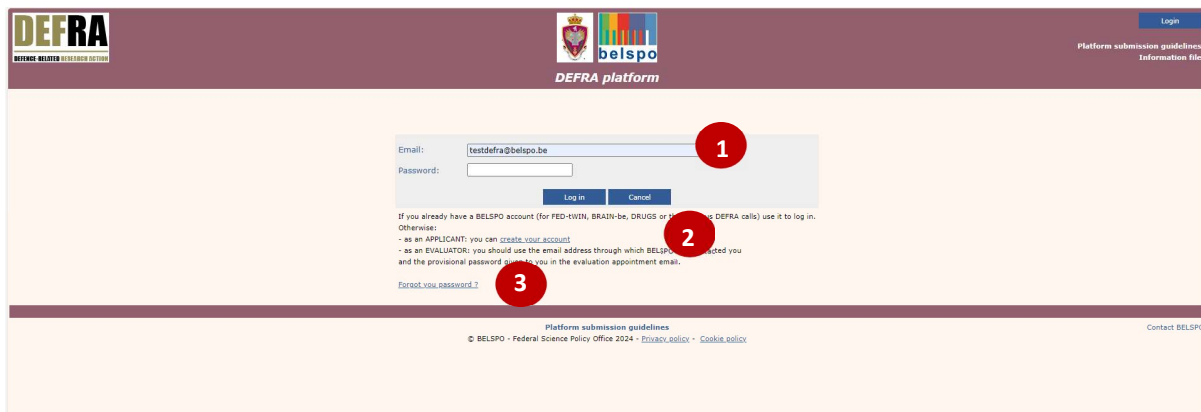 DEFRA
DEFENCE-RELATED RESEARCH ACTION
belspo
DEFRA platform
Login
Platform submission guidelines
Information file
Email:
testdefra@belspo.be
1
Password:
Log in
Cancel
If you already have a BELSPO account (for FED-tWIN, BRAIN-be, DRUGS or us DEFRA calls) use it to log in.
Otherwise:
- as an APPLICANT: you can create your account
2
- as an EVALUATOR: you should use the email address through which BELSPO cted you
and the provisional password given to you in the evaluation appointment email.
Forgot you password ?
3
Platform submission guidelines
Contact BELSPO
© BELSPO - Federal Science Policy Office 2024 - Privacy policy - Cookie policy